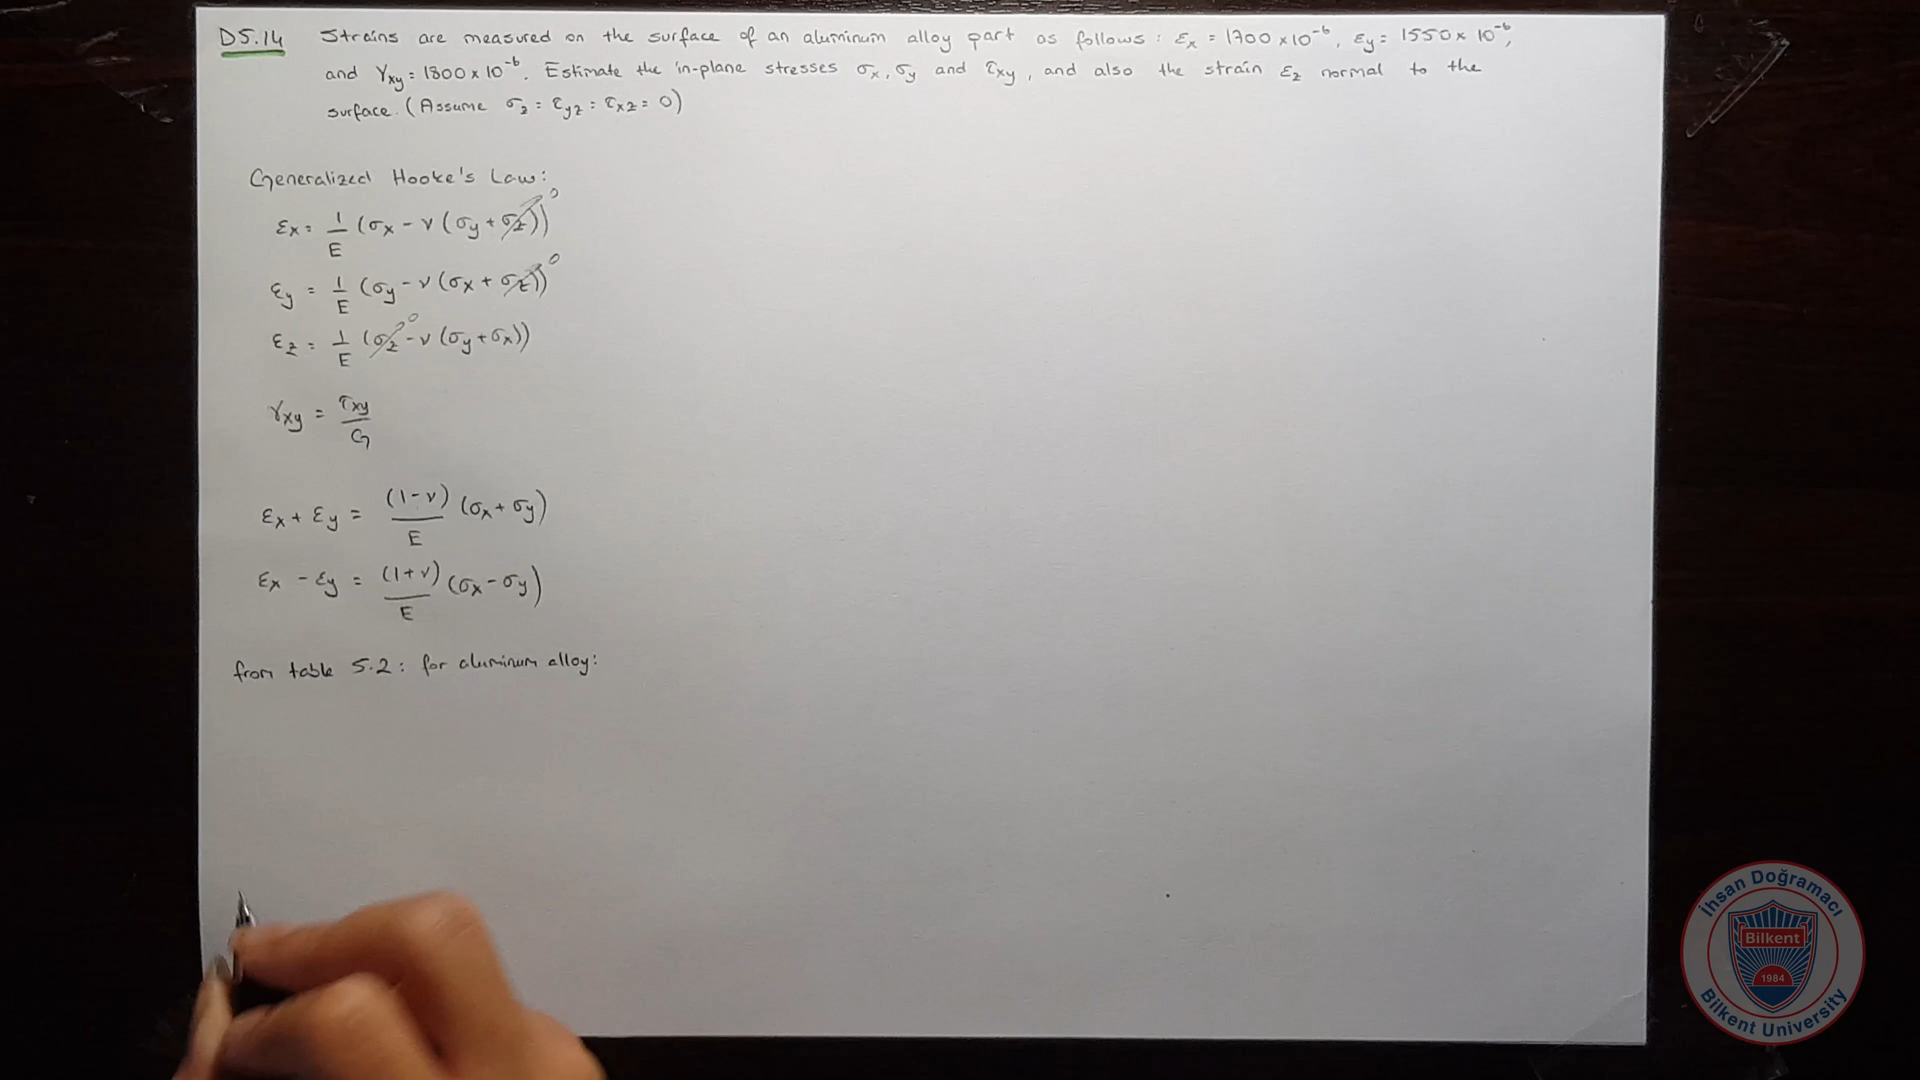 D5.14 Strains are measured on the surface of an aluminum alloy part as follows: εx = 1700 x 10⁻⁶, εy = 1550 x 10⁻⁶,
and γxy = 1800 x 10⁻⁶. Estimate the in-plane stresses σx, σy and τxy, and also the strain εz normal to the
surface. (Assume σz = τyz = τxz = 0)
Generalized Hooke's Law:
εx = 1/E (σx - ν (σy + σz)) 0
εy = 1/E (σy - ν (σx + σz)) 0
εz = 1/E (σz 0 - ν (σy + σx))
γxy = τxy/G
εx + εy = (1-ν)/E (σx + σy)
εx - εy = (1+ν)/E (σx - σy)
from table 5.2: for aluminum alloy:
İhsan Doğramacı
Bilkent
1984
Bilkent University